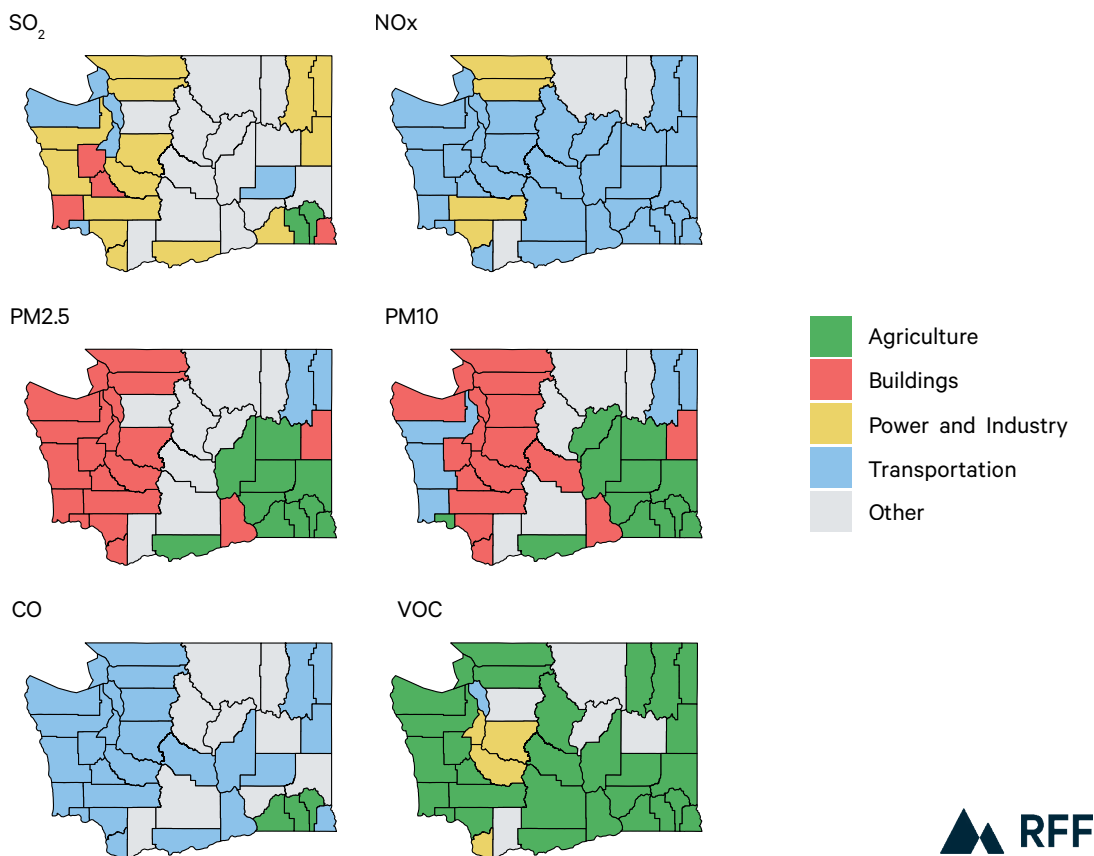 SO2
NOx
PM2.5
PM10
Agriculture
Buildings
Power and Industry
Transportation
Other
CO
VOC
RFF